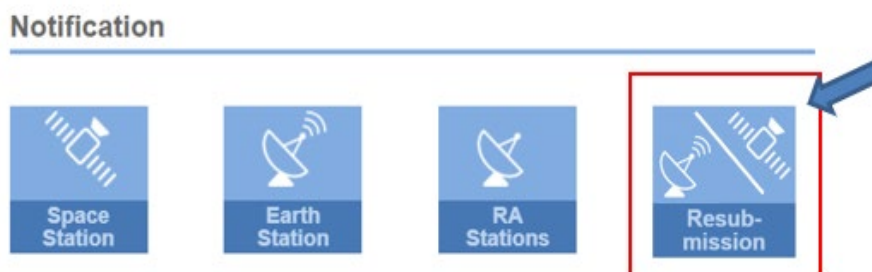 Notification
Space
Station
Earth
Station
RA
Stations
Resub-
mission